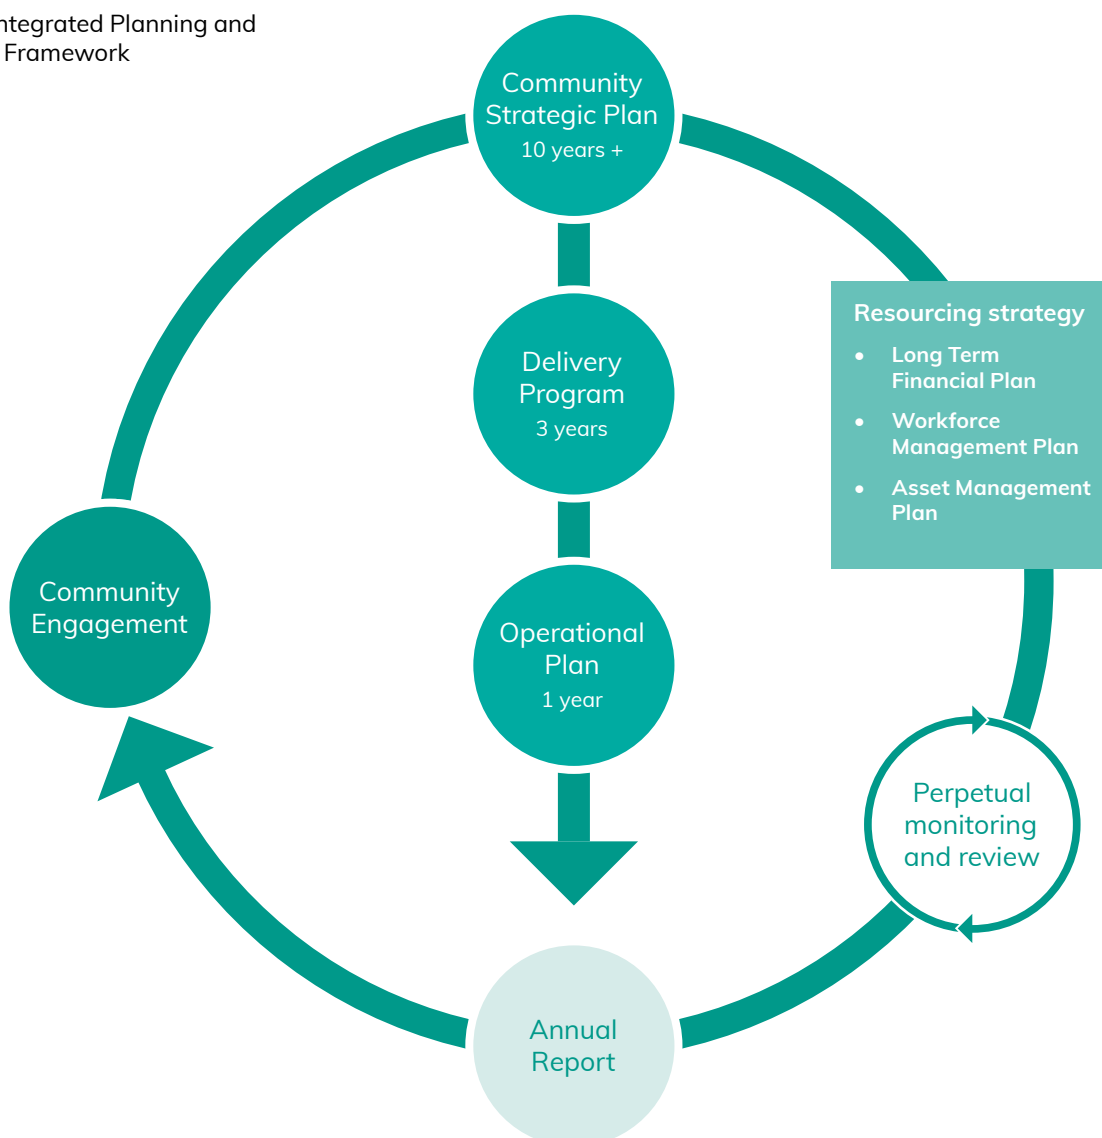 ntegrated Planning and
Framework
Community
Strategic Plan
10 years +
Delivery
Program
3 years
Operational
Plan
1 year
Resourcing strategy
• Long Term
Financial Plan
• Workforce
Management Plan
• Asset Management
Plan
Community
Engagement
Perpetual
monitoring
and review
Annual
Report